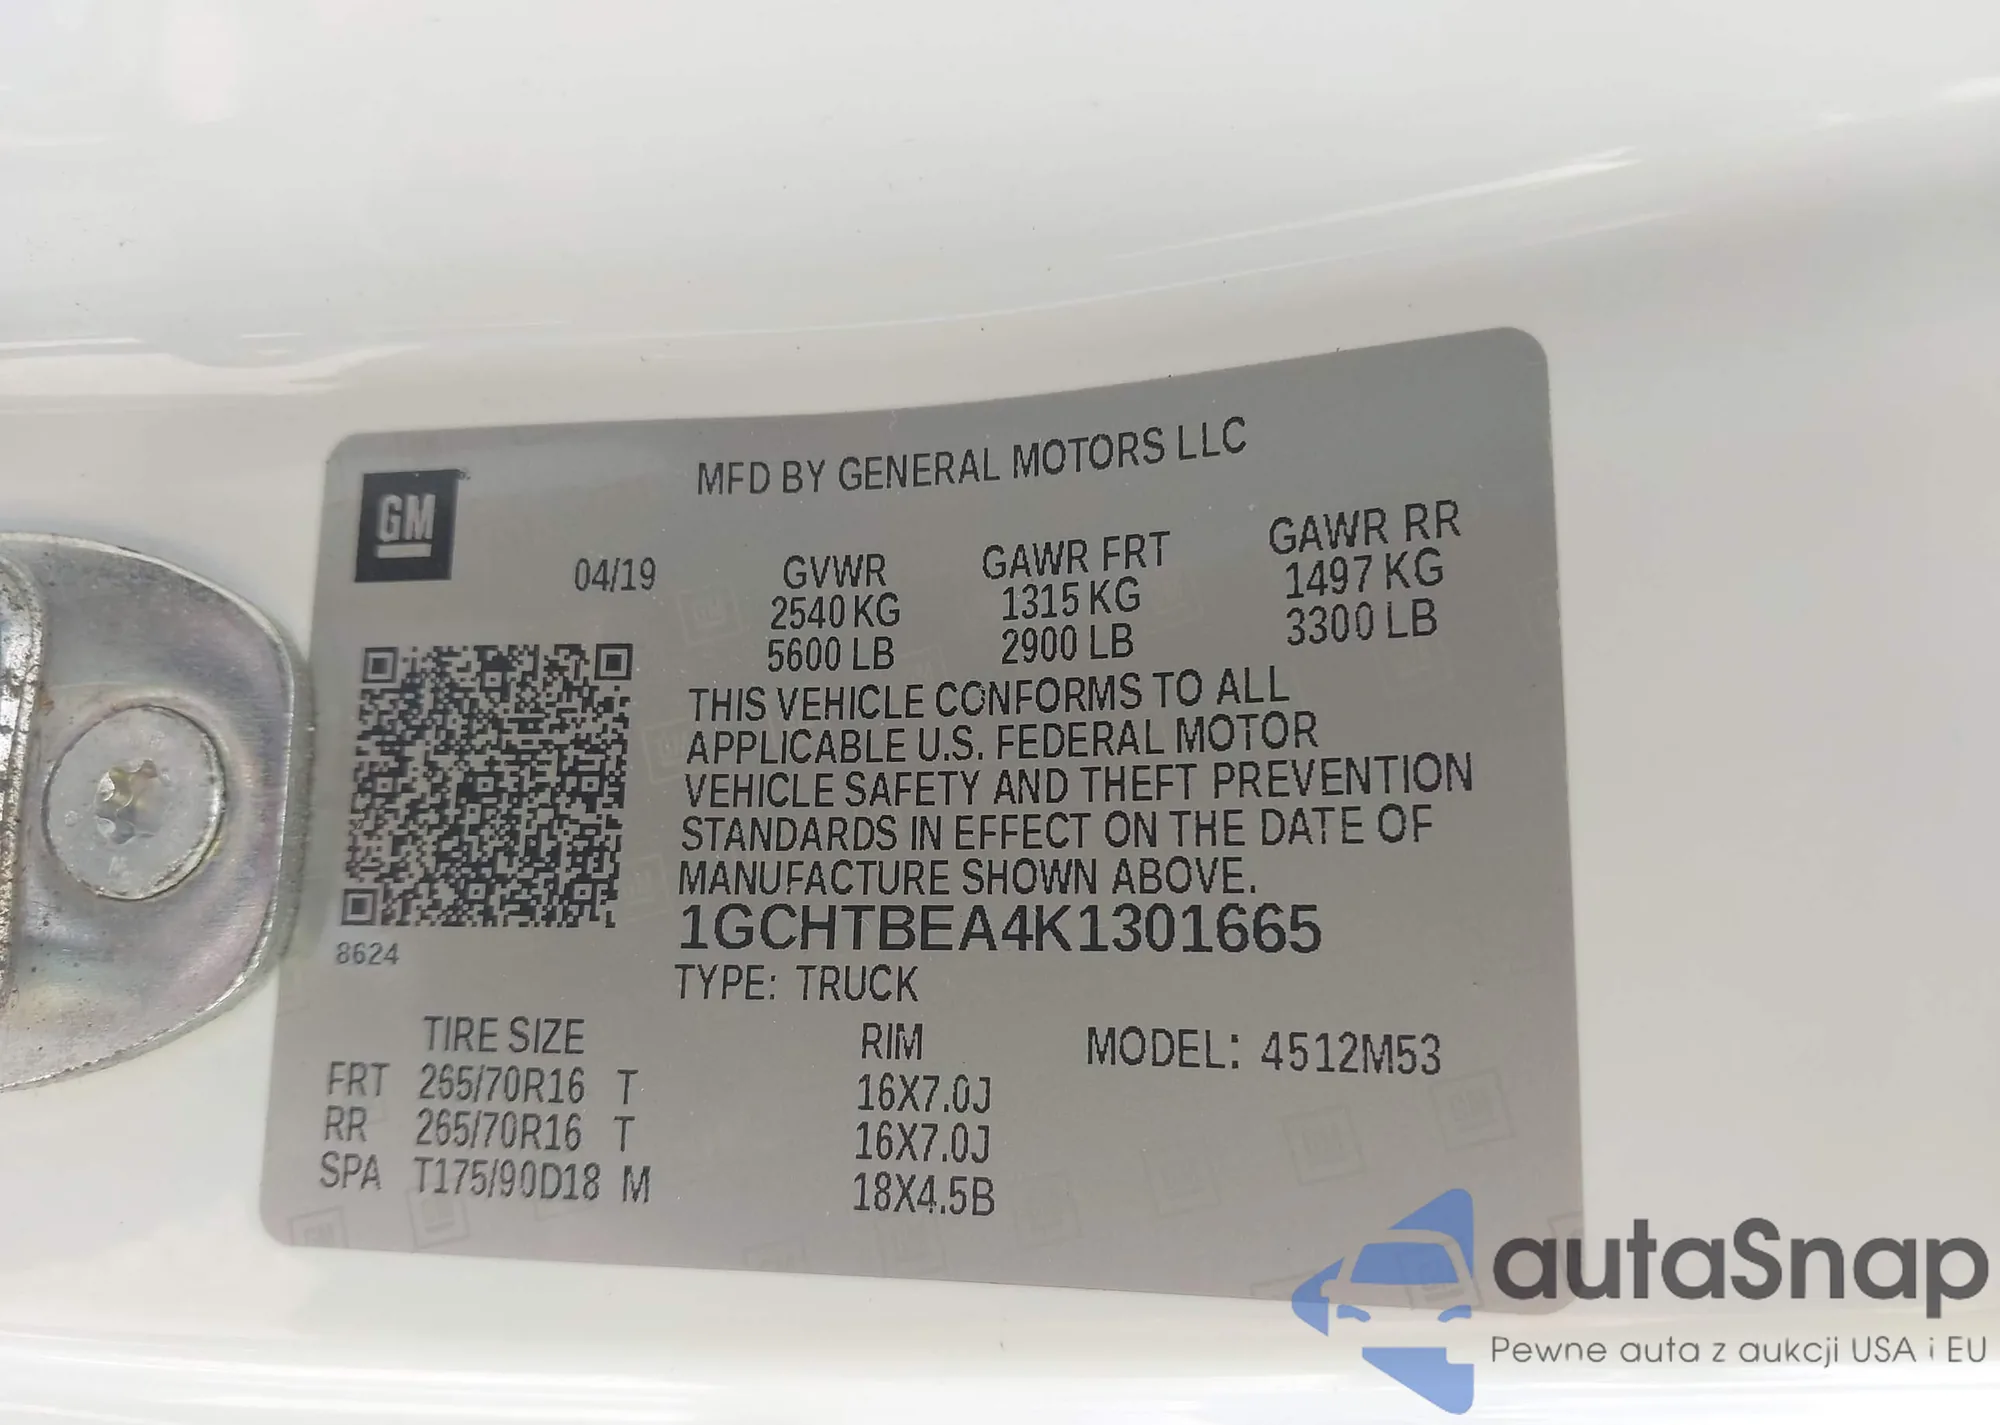 MFD BY GENERAL MOTORS LLC
GM
04/19
GVWR GAWR FRT GAWR RR
2540 KG 1315 KG 1497 KG
5600 LB 2900 LB 3300 LB
THIS VEHICLE CONFORMS TO ALL
APPLICABLE U.S. FEDERAL MOTOR
VEHICLE SAFETY AND THEFT PREVENTION
STANDARDS IN EFFECT ON THE DATE OF
MANUFACTURE SHOWN ABOVE.
1GCHTBEA4K1301665
8624
TYPE: TRUCK
TIRE SIZE RIM MODEL: 4512M53
FRT 265/70R16 T 16X7.0J
RR 265/70R16 T 16X7.0J
SPA T175/90D18 M 18X4.5B
autaSnap
Pewne auta z aukcji USA i EU